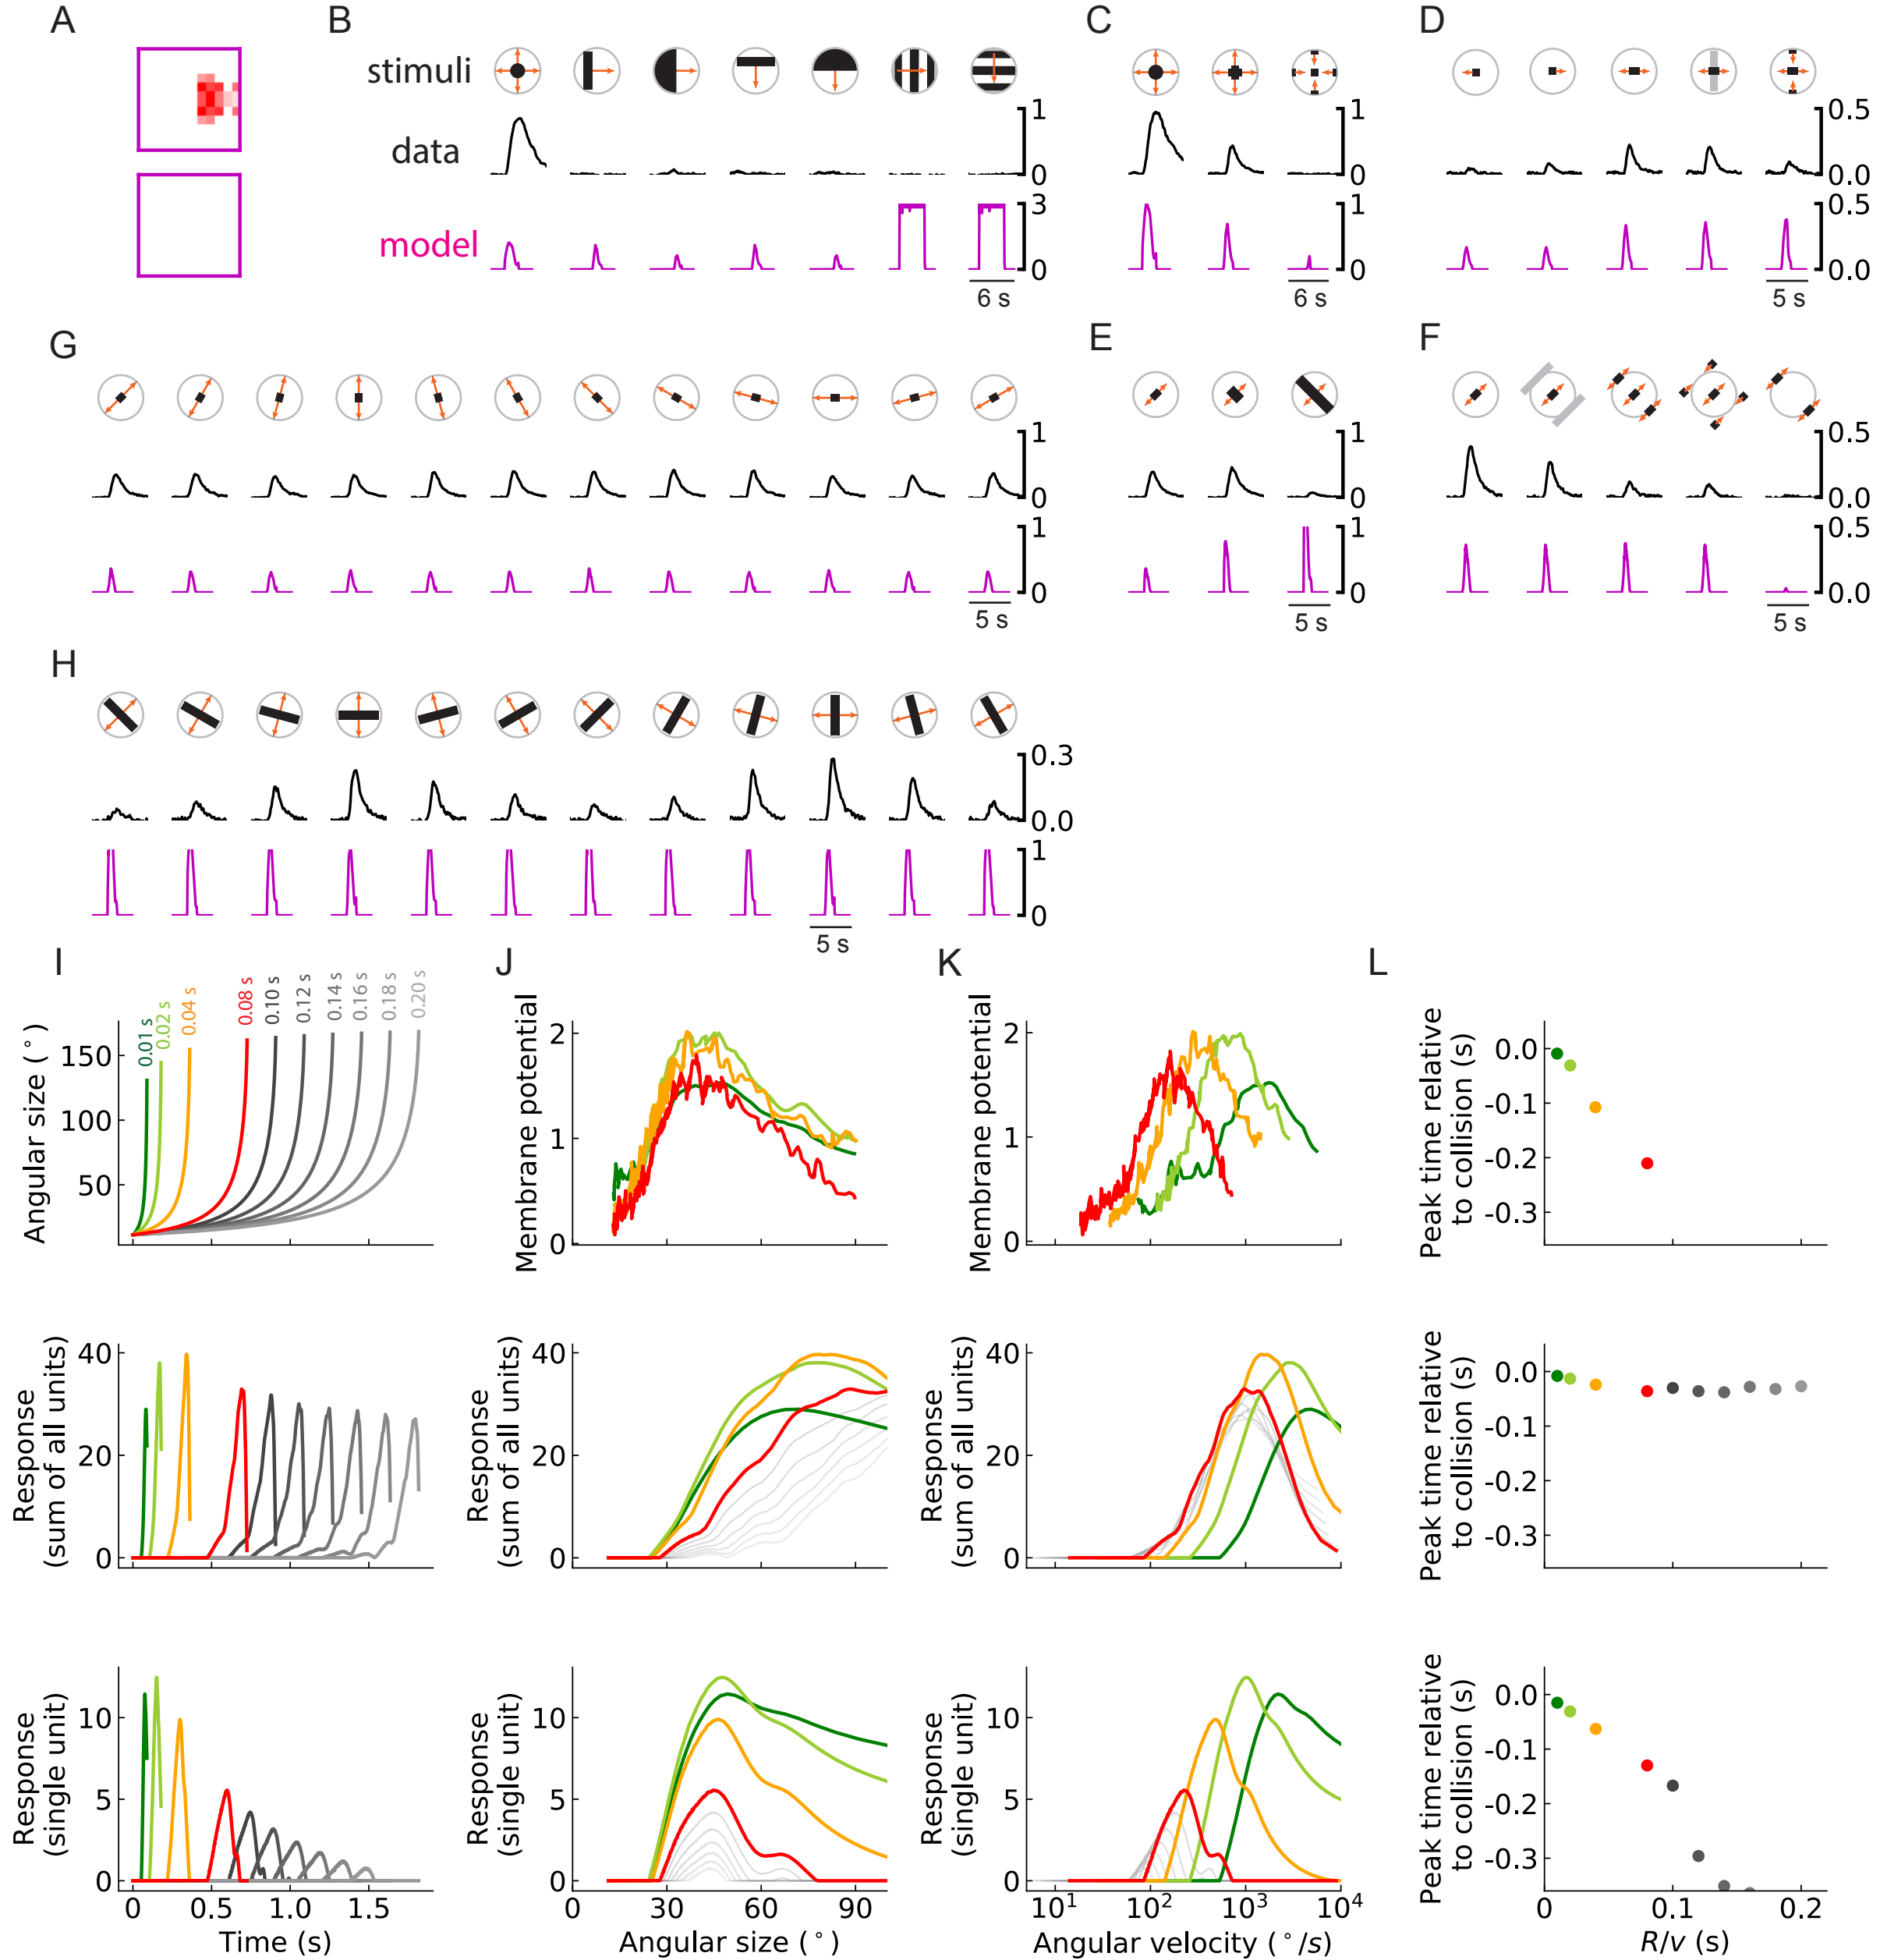 A
B
C
D
stimuli
data
model
1
0
3
0
6 s
1
0
1
0
6 s
0.5
0.0
0.5
0.0
5 s
G
E
F
1
0
1
0
5 s
1
0
1
0
5 s
0.5
0.0
0.5
0.0
5 s
H
0.3
0.0
1
0
5 s
I
J
K
L
0.01 s
0.02 s
0.04 s
0.08 s
0.10 s
0.12 s
0.14 s
0.16 s
0.18 s
0.20 s
Angular size (°)
150
100
50
Membrane potential
2
1
0
Membrane potential
2
1
0
Peak time relative
to collision (s)
0.0
-0.1
-0.2
-0.3
Response
(sum of all units)
40
20
0
Response
(sum of all units)
40
20
0
Response
(sum of all units)
40
20
0
Peak time relative
to collision (s)
0.0
-0.1
-0.2
-0.3
Response
(single unit)
10
5
0
0 0.5 1.0 1.5
Time (s)
Response
(single unit)
10
5
0
0 30 60 90
Angular size (°)
Response
(single unit)
10
5
0
10¹ 10² 10³ 10⁴
Angular velocity (°/s)
Peak time relative
to collision (s)
0.0
-0.1
-0.2
-0.3
0 0.1 0.2
R/v (s)